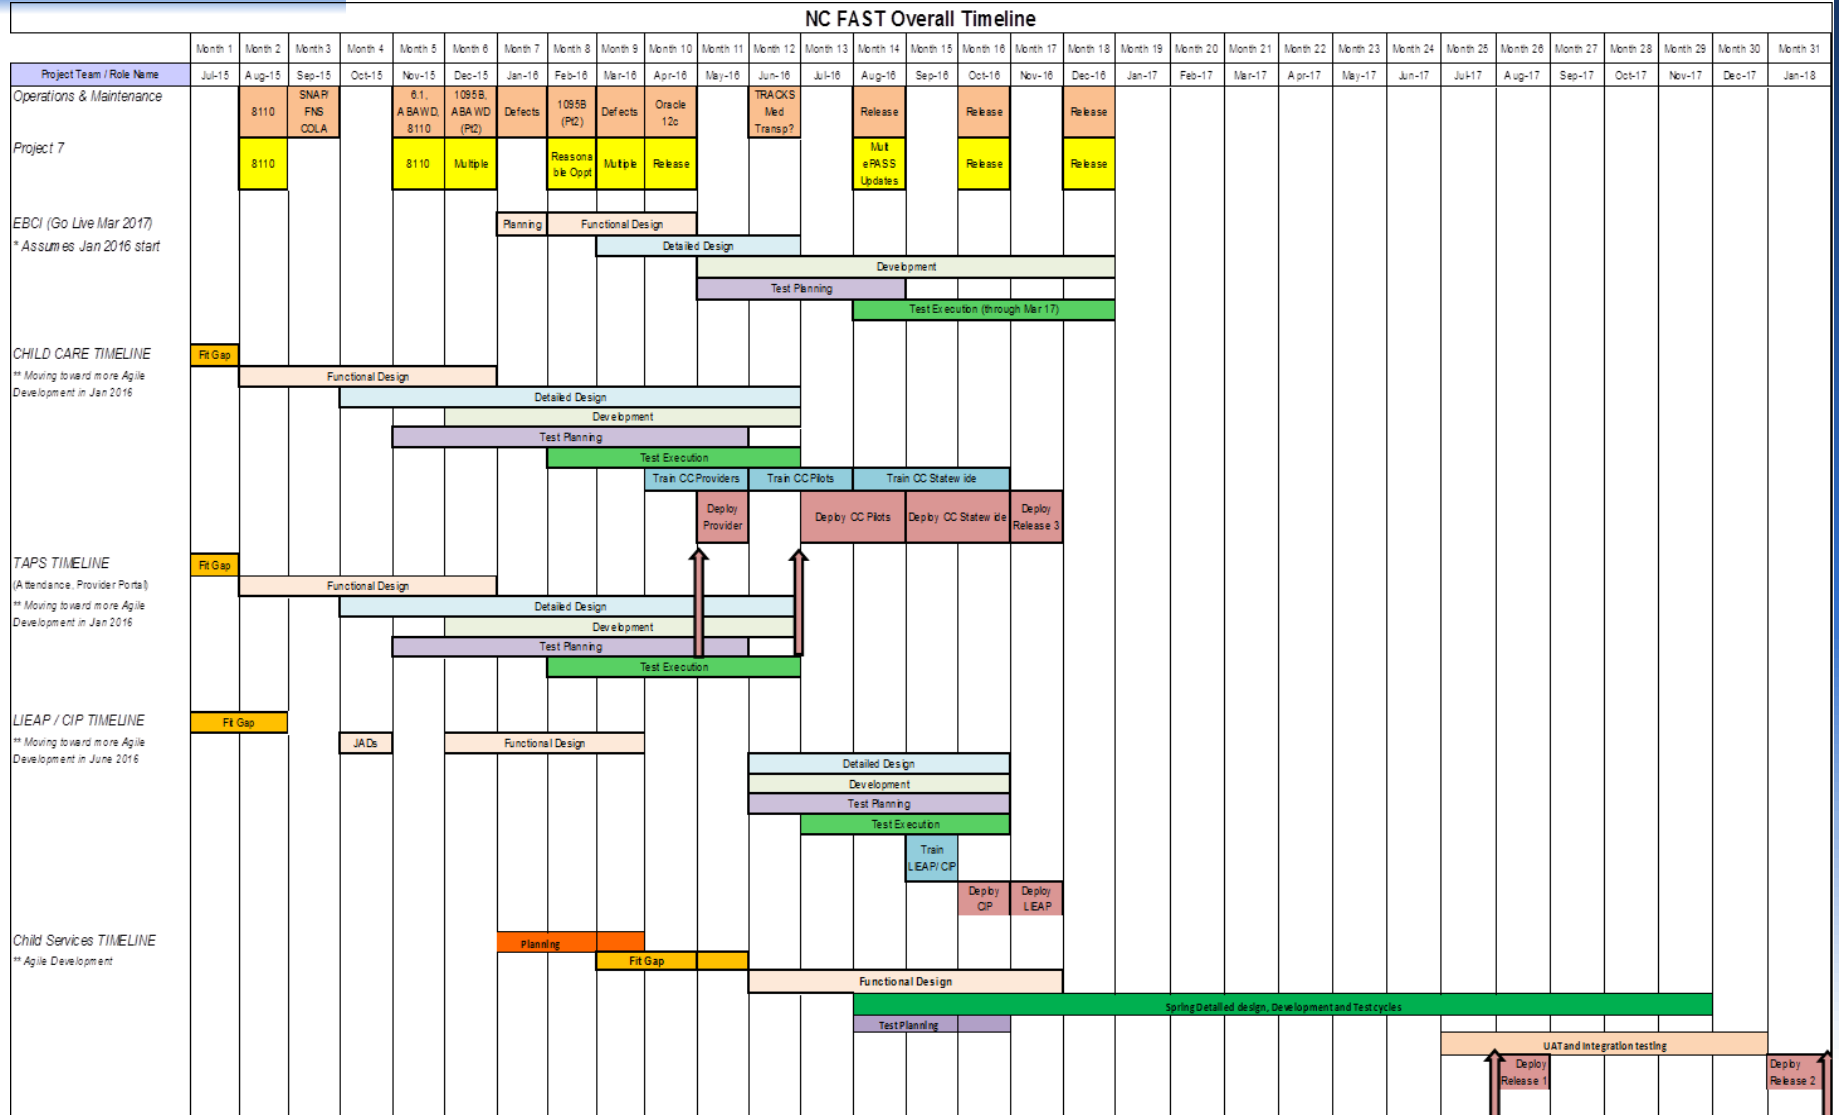 NC FAST Overall Timeline
Month 1 Month 2 Month 3 Month 4 Month 5 Month 6 Month 7 Month 8 Month 9 Month 10 Month 11 Month 12 Month 13 Month 14 Month 15 Month 16 Month 17 Month 18 Month 19 Month 20 Month 21 Month 22 Month 23 Month 24 Month 25 Month 26 Month 27 Month 28 Month 29 Month 30 Month 31
Project Team / Role Name Jul-15 Aug-15 Sep-15 Oct-15 Nov-15 Dec-15 Jan-16 Feb-16 Mar-16 Apr-16 May-16 Jun-16 Jul-16 Aug-16 Sep-16 Oct-16 Nov-16 Dec-16 Jan-17 Feb-17 Mar-17 Apr-17 May-17 Jun-17 Jul-17 Aug-17 Sep-17 Oct-17 Nov-17 Dec-17 Jan-18
Operations & Maintenance
8110
SNAP/
FNS
COLA
6.1,
ABAWD,
8110
1095B,
ABAWD
(Pt2)
Defects
1095B
(Pt2)
Defects
Oracle
12c
TRACKS
Med
Transp?
Release
Release
Release
Project 7
8110
8110
Multiple
Reasona
ble Oppt
Multiple
Release
Mult
ePASS
Updates
Release
Release
EBCI (Go Live Mar 2017)
* Assumes Jan 2016 start
Planning
Functional Design
Detailed Design
Development
Test Planning
Test Execution (through Mar 17)
CHILD CARE TIMELINE
** Moving toward more Agile
Development in Jan 2016
Fit Gap
Functional Design
Detailed Design
Development
Test Planning
Test Execution
Train CC Providers
Train CC Pilots
Train CC Statewide
Deploy
Provider
Deploy CC Pilots
Deploy CC Statewide
Deploy
Release 3
TAPS TIMELINE
(Attendance, Provider Portal)
** Moving toward more Agile
Development in Jan 2016
Fit Gap
Functional Design
Detailed Design
Development
Test Planning
Test Execution
LIEAP / CIP TIMELINE
** Moving toward more Agile
Development in June 2016
Fit Gap
JADs
Functional Design
Detailed Design
Development
Test Planning
Test Execution
Train
LIEAP/ CIP
Deploy
CIP
Deploy
LIEAP
Child Services TIMELINE
** Agile Development
Planning
Fit Gap
Functional Design
Spring Detailed design, Development and Test cycles
Test Planning
UAT and Integration testing
Deploy
Release 1
Deploy
Release 2